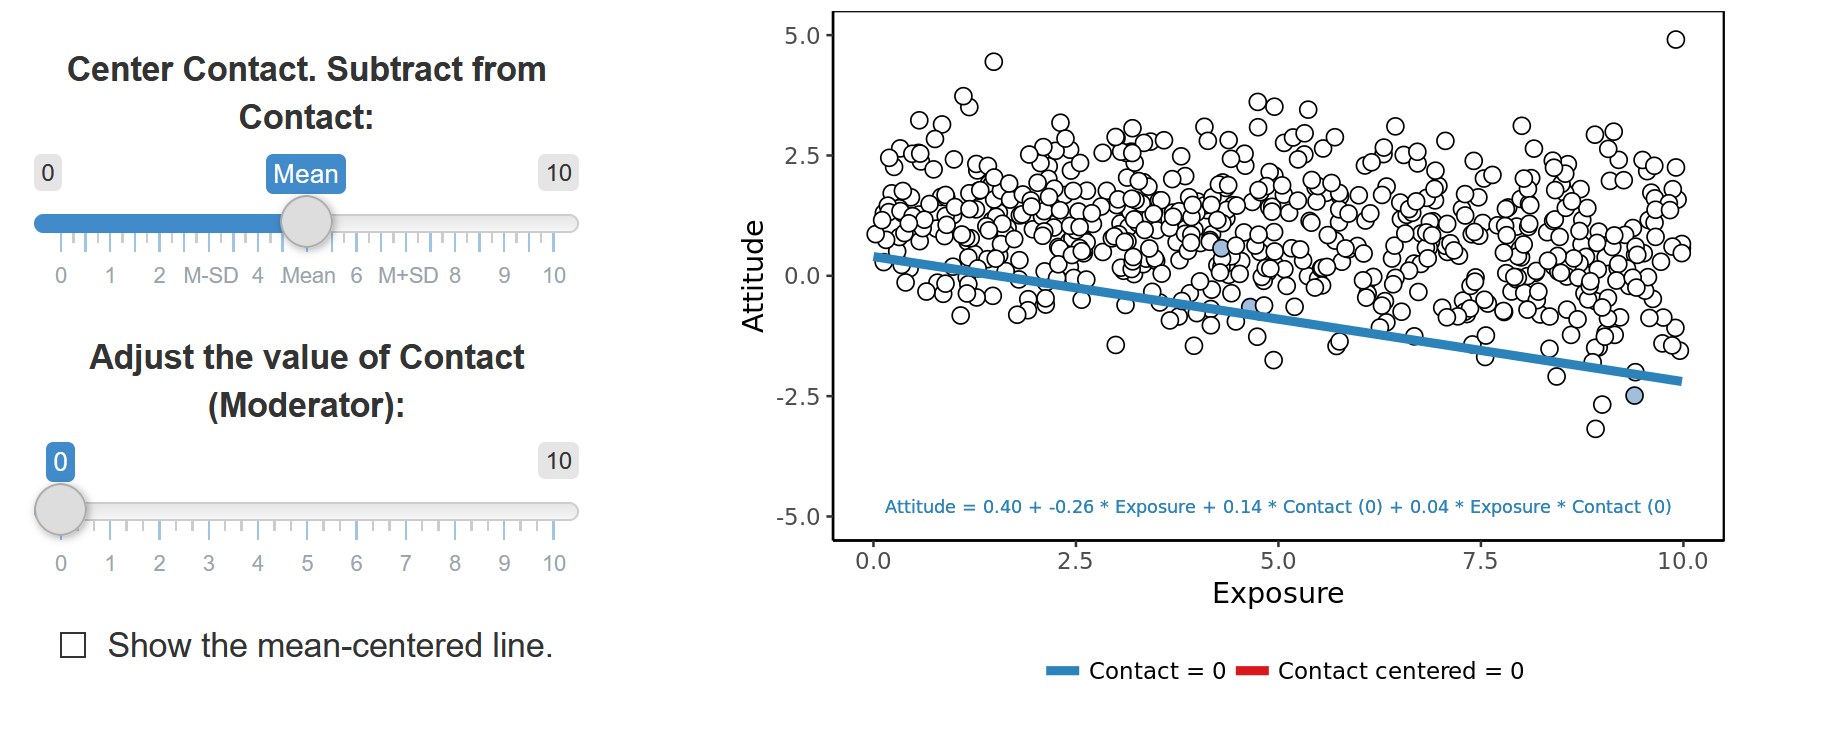 Center Contact. Subtract from
Contact:
0 Mean 10
0 1 2 M-SD 4 .Mean 6 M+SD 8 9 10
Adjust the value of Contact
(Moderator):
0 10
0 1 2 3 4 5 6 7 8 9 10
Show the mean-centered line.
Attitude
5.0
2.5
0.0
-2.5
-5.0
Attitude = 0.40 + -0.26 * Exposure + 0.14 * Contact (0) + 0.04 * Exposure * Contact (0)
0.0 2.5 5.0 7.5 10.0
Exposure
Contact = 0 Contact centered = 0